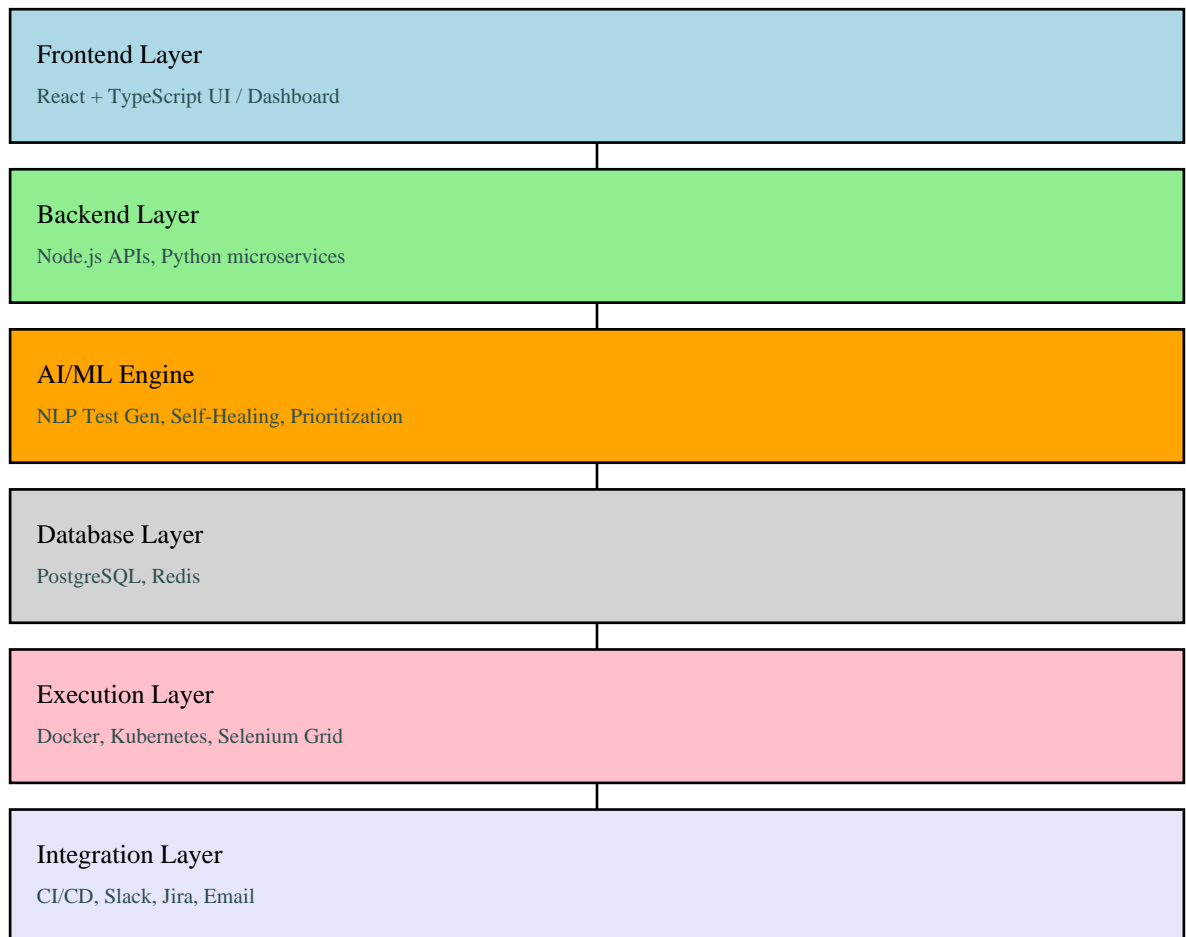 Frontend Layer
React + TypeScript UI / Dashboard
Backend Layer
Node.js APIs, Python microservices
AI/ML Engine
NLP Test Gen, Self-Healing, Prioritization
Database Layer
PostgreSQL, Redis
Execution Layer
Docker, Kubernetes, Selenium Grid
Integration Layer
CI/CD, Slack, Jira, Email